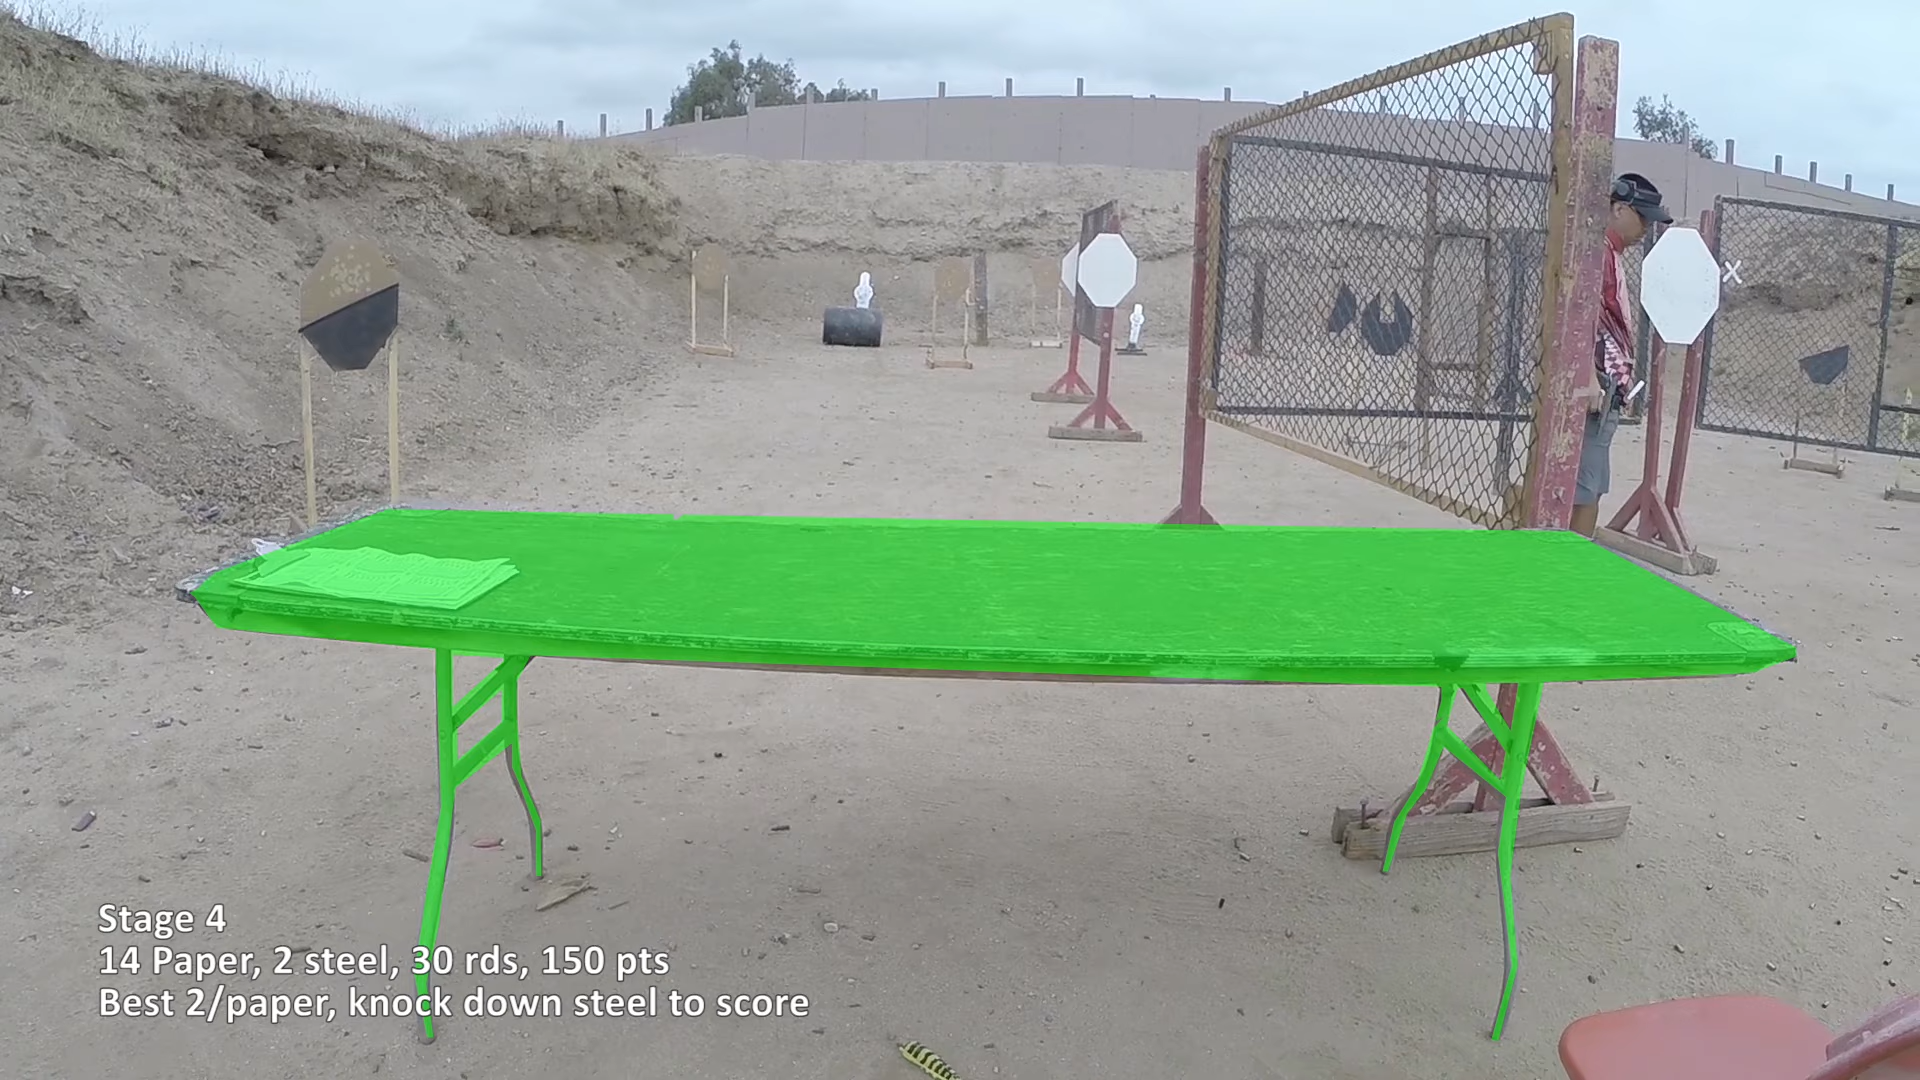 Stage 4
14 Paper, 2 steel, 30 rds, 150 pts
Best 2/paper, knock down steel to score